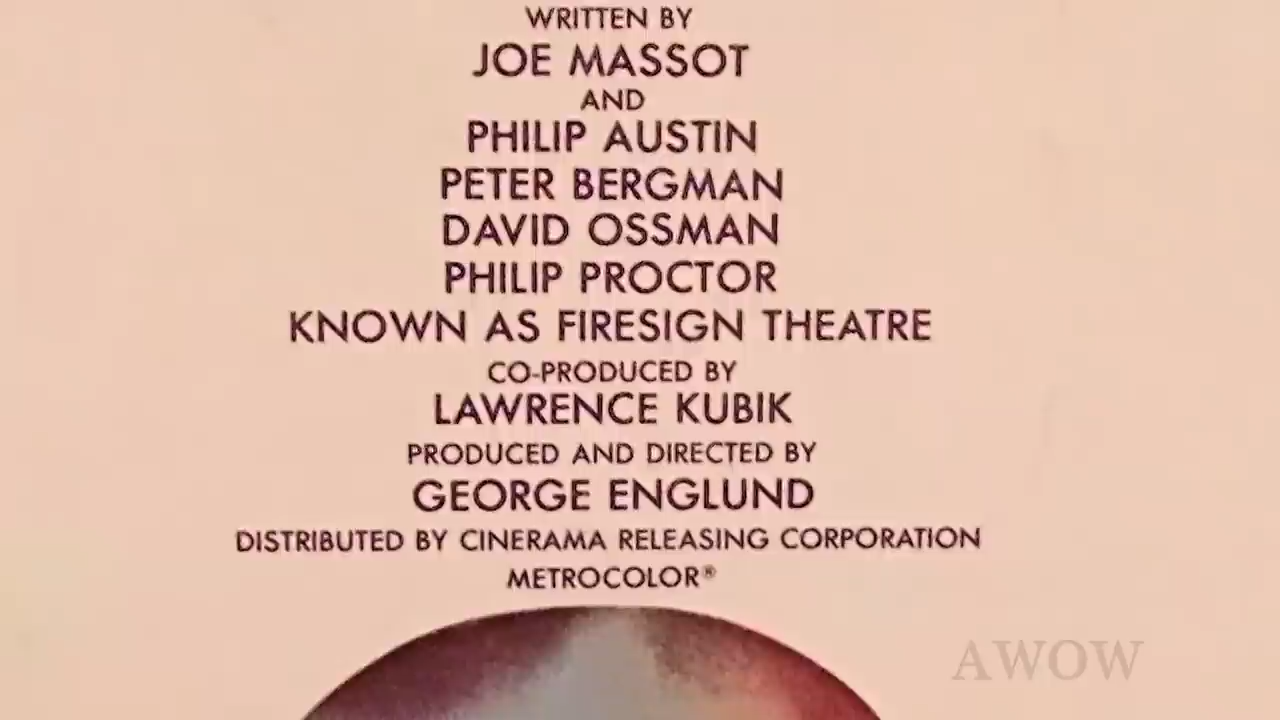 WRITTEN BY
JOE MASSOT
AND
PHILIP AUSTIN
PETER BERGMAN
DAVID OSSMAN
PHILIP PROCTOR
KNOWN AS FIRESIGN THEATRE
CO-PRODUCED BY
LAWRENCE KUBIK
PRODUCED AND DIRECTED BY
GEORGE ENGLUND
DISTRIBUTED BY CINERAMA RELEASING CORPORATION
METROCOLOR®
AWOW